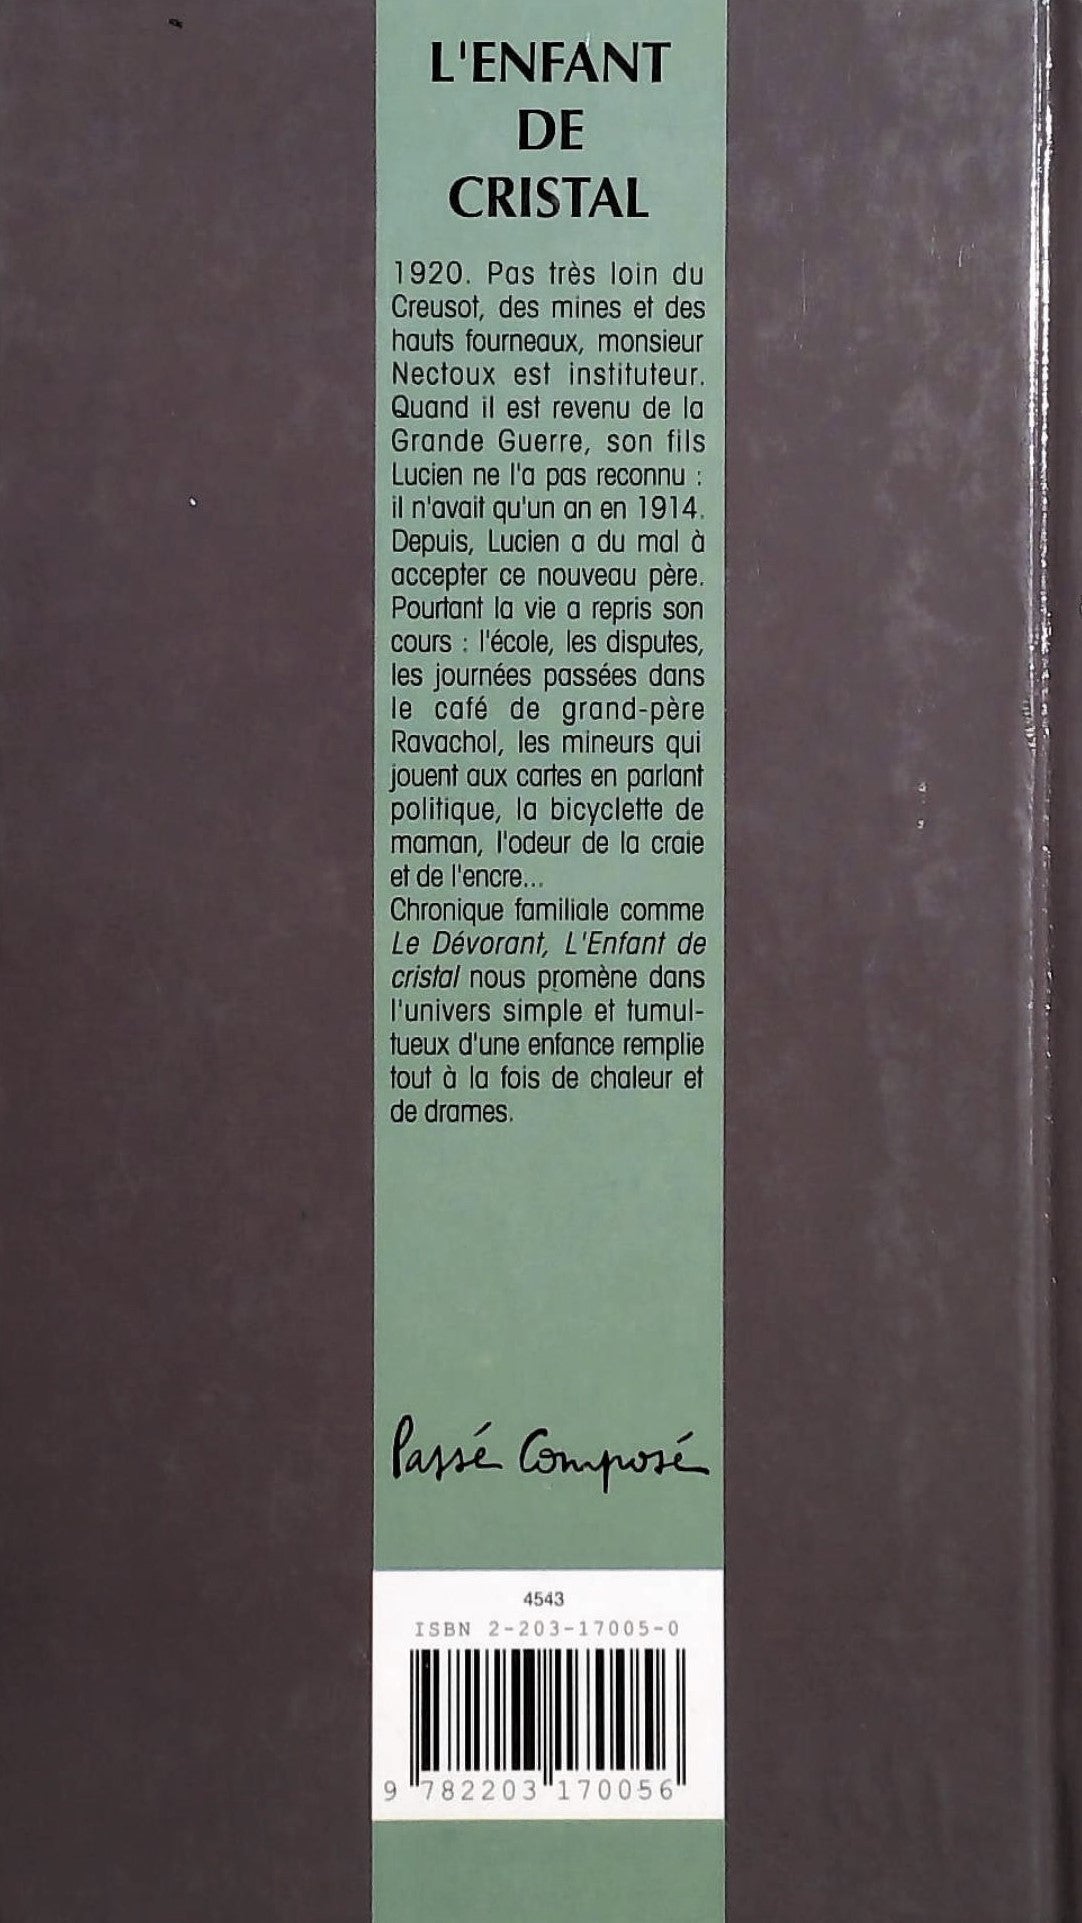 L'ENFANT
DE
CRISTAL
1920. Pas très loin du
Creusot, des mines et des
hauts fourneaux, monsieur
Nectoux est instituteur.
Quand il est revenu de la
Grande Guerre, son fils
Lucien ne l'a pas reconnu :
il n'avait qu'un an en 1914.
Depuis, Lucien a du mal à
accepter ce nouveau père.
Pourtant la vie a repris son
cours : l'école, les disputes,
les journées passées dans
le café de grand-père
Ravachol, les mineurs qui
jouent aux cartes en parlant
politique, la bicyclette de
maman, l'odeur de la craie
et de l'encre...
Chronique familiale comme
Le Dévorant, L'Enfant de
cristal nous promène dans
l'univers simple et tumul-
tueux d'une enfance remplie
tout à la fois de chaleur et
de drames.
Passé Composé
4543
ISBN 2-203-17005-0
9 782203 170056